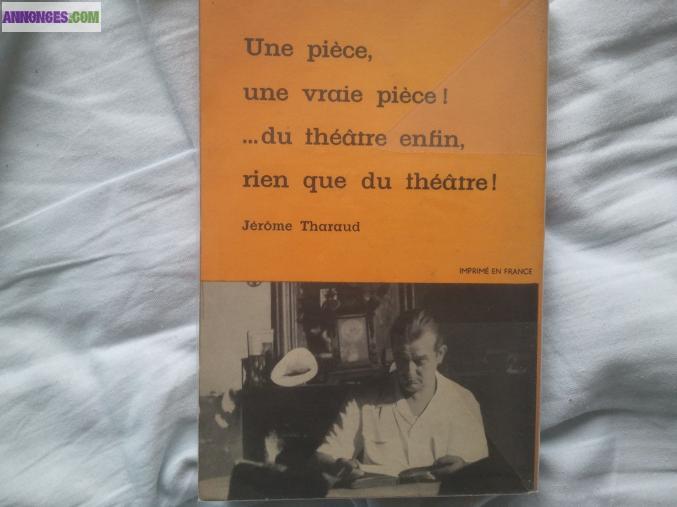 ANNONCES.COM
Une pièce,
une vraie pièce !
...du théâtre enfin,
rien que du théâtre !
Jérôme Tharaud
IMPRIMÉ EN FRANCE